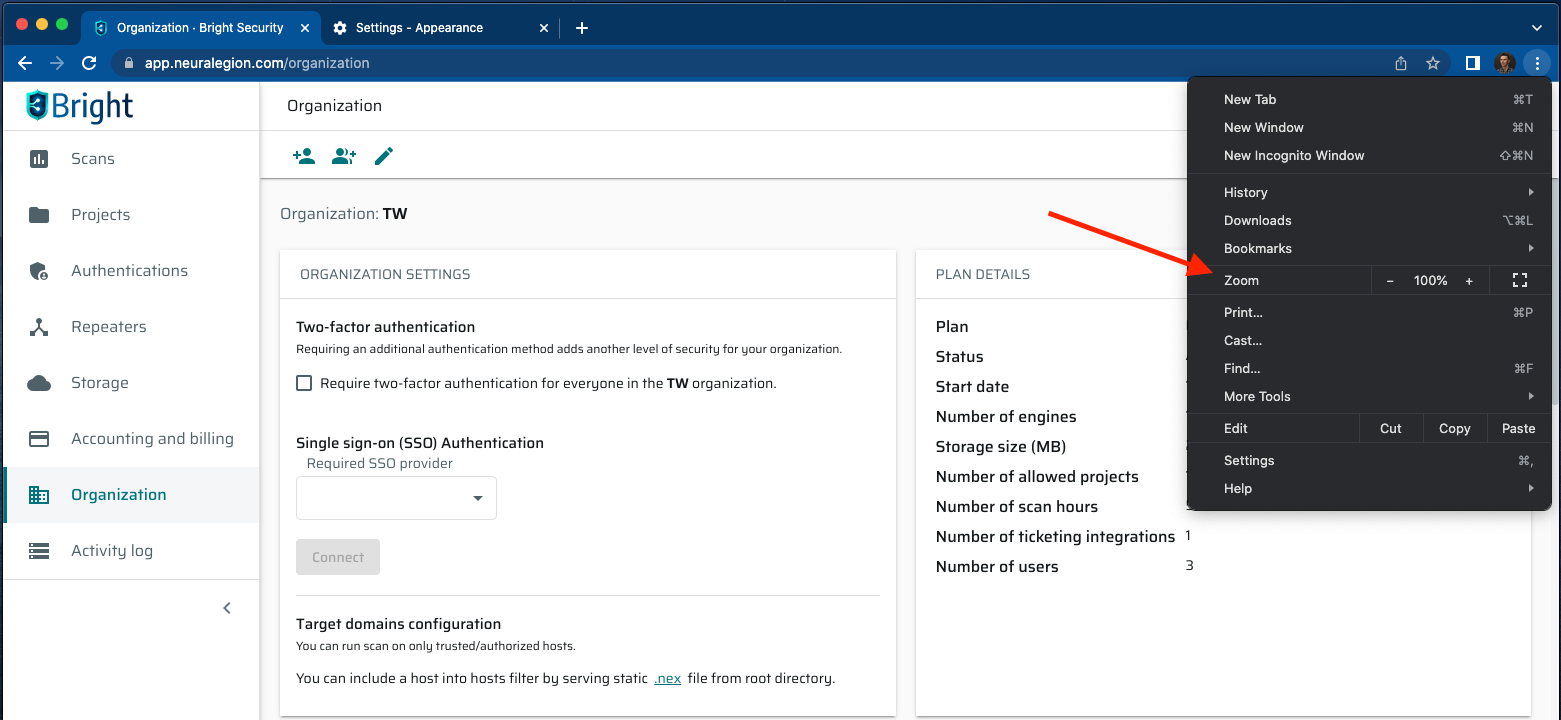 Organization · Bright Security
Settings - Appearance
app.neuralegion.com/organization
Bright
Scans
Projects
Authentications
Repeaters
Storage
Accounting and billing
Organization
Activity log
Organization
Organization: TW
ORGANIZATION SETTINGS
Two-factor authentication
Requiring an additional authentication method adds another level of security for your organization.
Require two-factor authentication for everyone in the TW organization.
Single sign-on (SSO) Authentication
Required SSO provider
Connect
Target domains configuration
You can run scan on only trusted/authorized hosts.
You can include a host into hosts filter by serving static .nex file from root directory.
PLAN DETAILS
Plan
Status
Start date
Number of engines
Storage size (MB)
Number of allowed projects
Number of scan hours
Number of ticketing integrations 1
Number of users 3
New Tab ⌘T
New Window ⌘N
New Incognito Window ⇧⌘N
History
Downloads ⌥⌘L
Bookmarks
Zoom − 100% +
Print... ⌘P
Cast...
Find... ⌘F
More Tools
Edit Cut Copy Paste
Settings ⌘,
Help